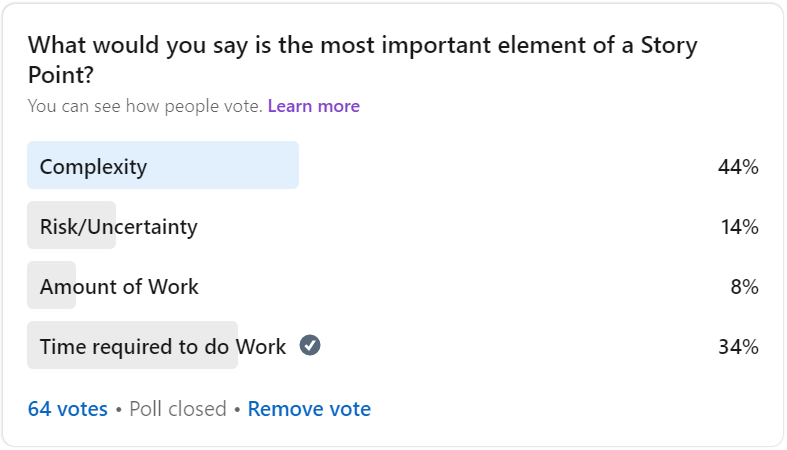 What would you say is the most important element of a Story
Point?
You can see how people vote. Learn more
Complexity 44%
Risk/Uncertainty 14%
Amount of Work 8%
Time required to do Work 34%
64 votes • Poll closed • Remove vote